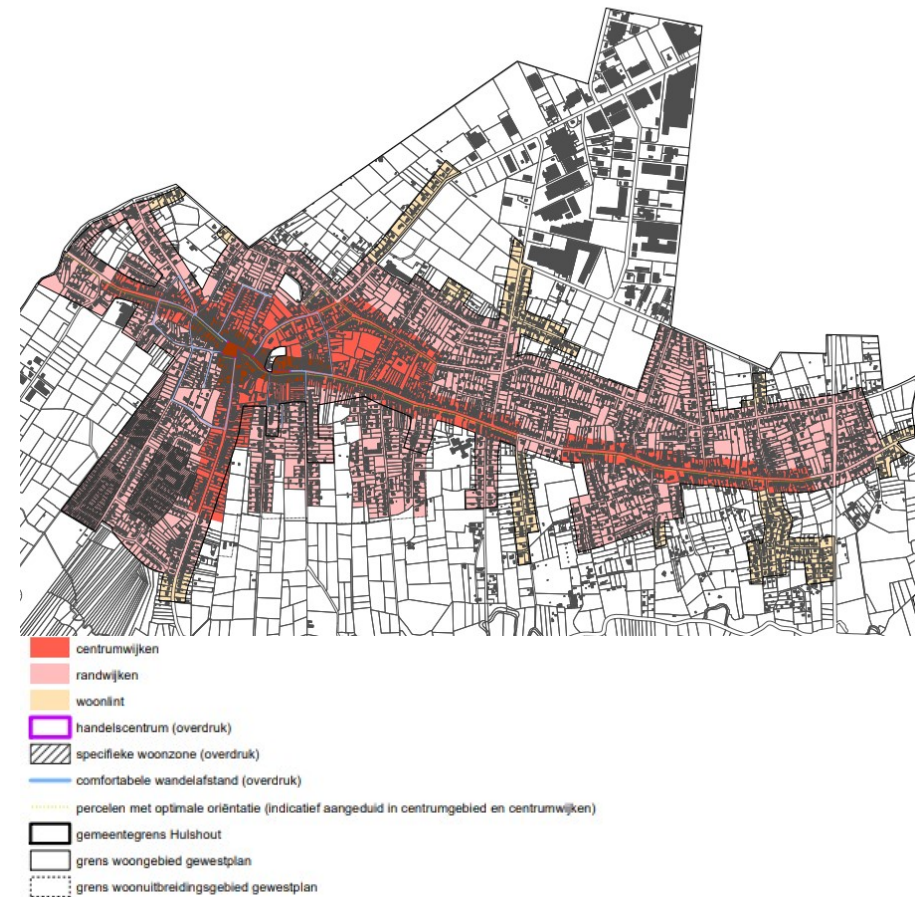 centrumwijken
randwijken
woonlint
handelscentrum (overdruk)
specifieke woonzone (overdruk)
comfortabele wandelafstand (overdruk)
percelen met optimale oriëntatie (indicatief aangeduid in centrumgebied en centrumwijken)
gemeentegrens Hulshout
grens woongebied gewestplan
grens woonuitbreidingsgebied gewestplan